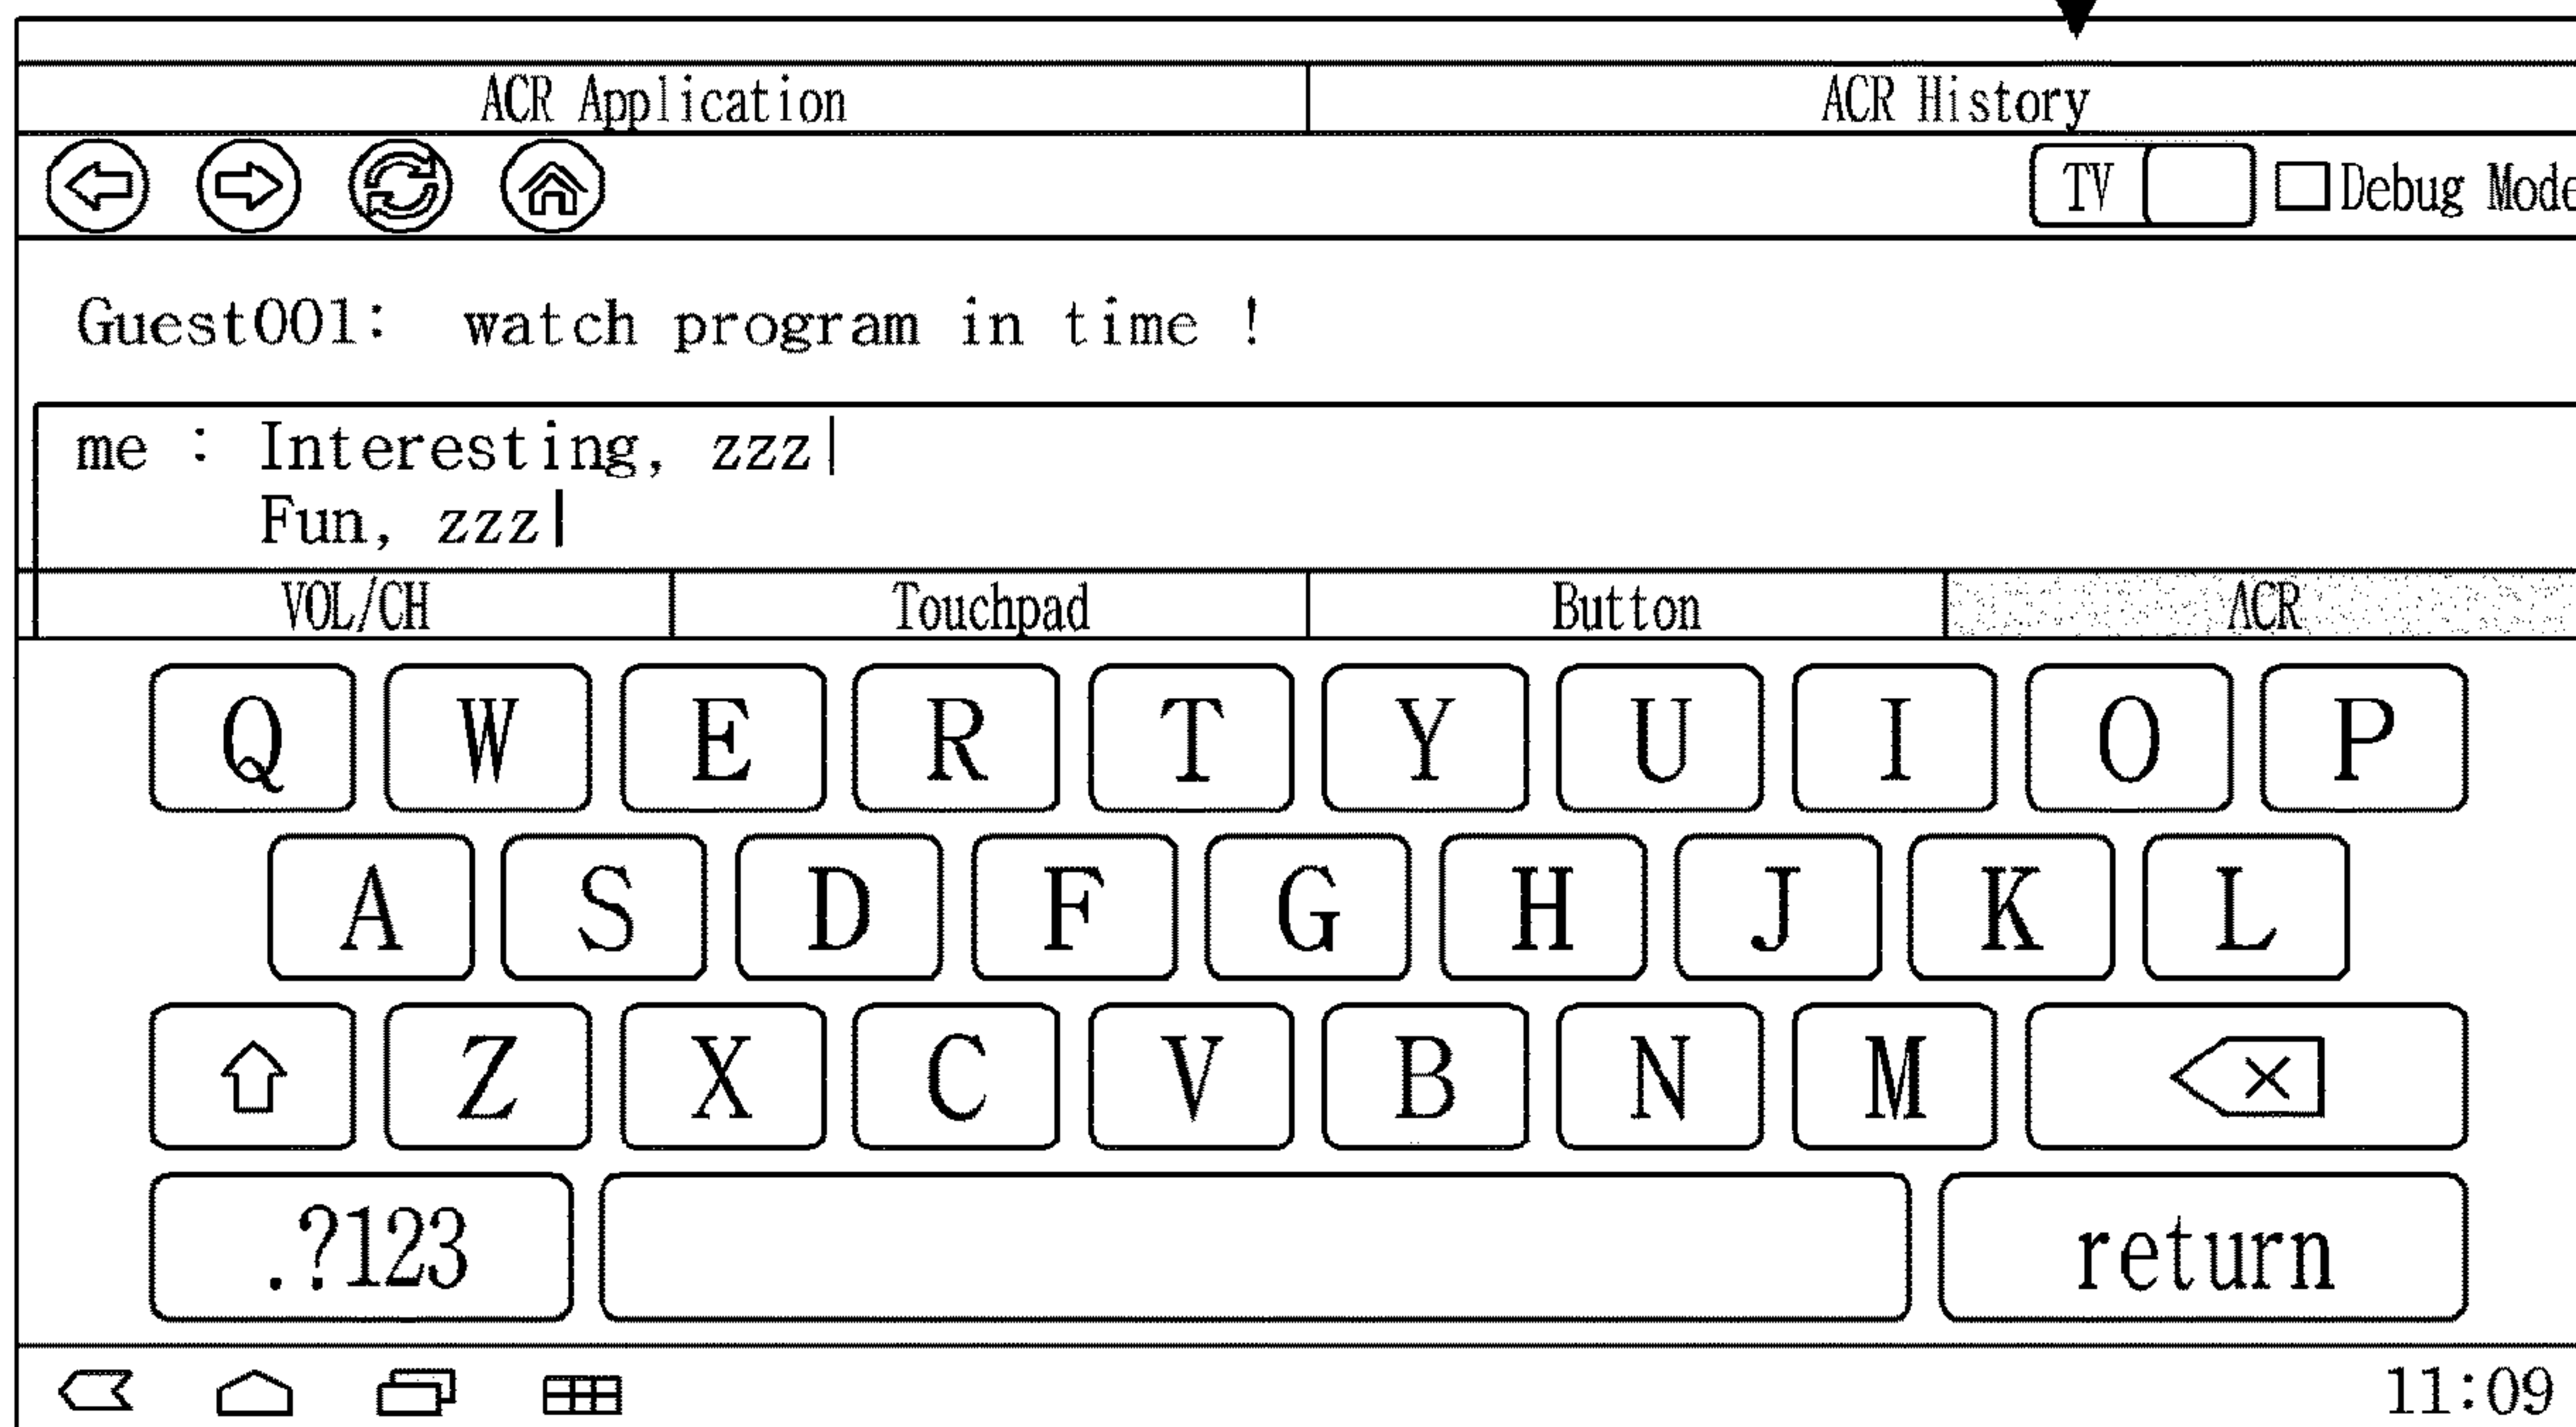 ACR Application ACR History
TV Debug Mode
Guest001: watch program in time !
me : Interesting, zzz
Fun, zzz
VOL/CH Touchpad Button ACR
Q W E R T Y U I O P
A S D F G H J K L
Z X C V B N M
.?123 return
11:09